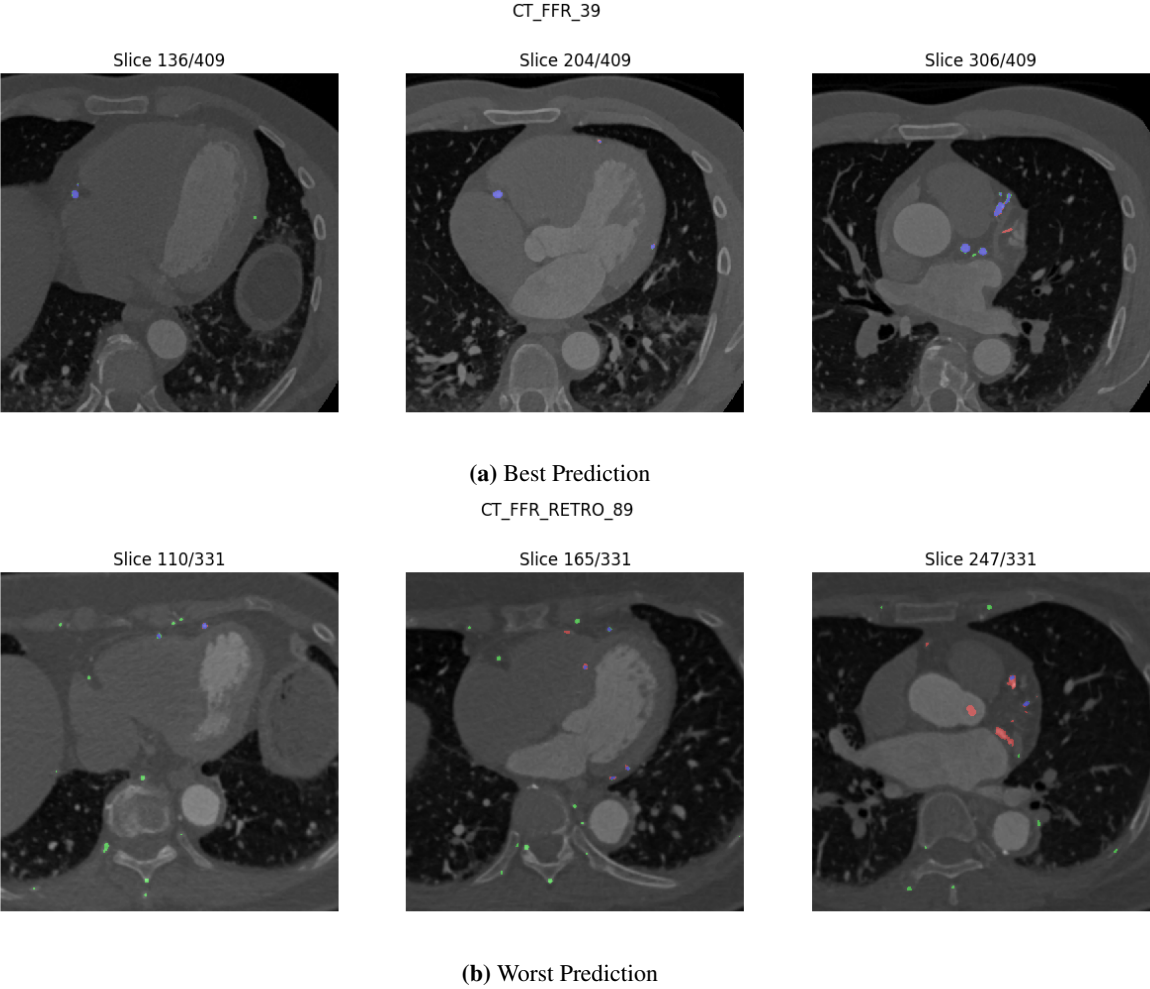 CT_FFR_39
Slice 136/409
Slice 204/409
Slice 306/409
(a) Best Prediction
CT_FFR_RETRO_89
Slice 110/331
Slice 165/331
Slice 247/331
(b) Worst Prediction